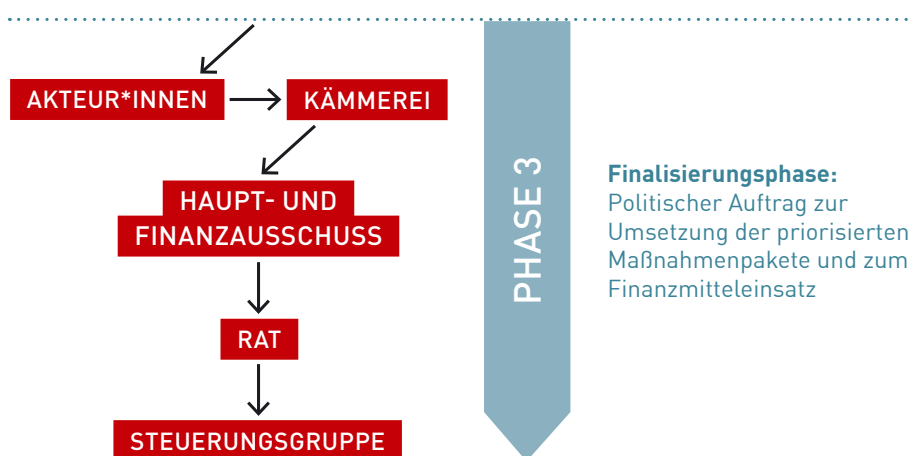 AKTEUR*INNEN
KÄMMEREI
HAUPT- UND
FINANZAUSSCHUSS
RAT
STEUERUNGSGRUPPE
PHASE 3
Finalisierungsphase:
Politischer Auftrag zur
Umsetzung der priorisierten
Maßnahmenpakete und zum
Finanzmitteleinsatz